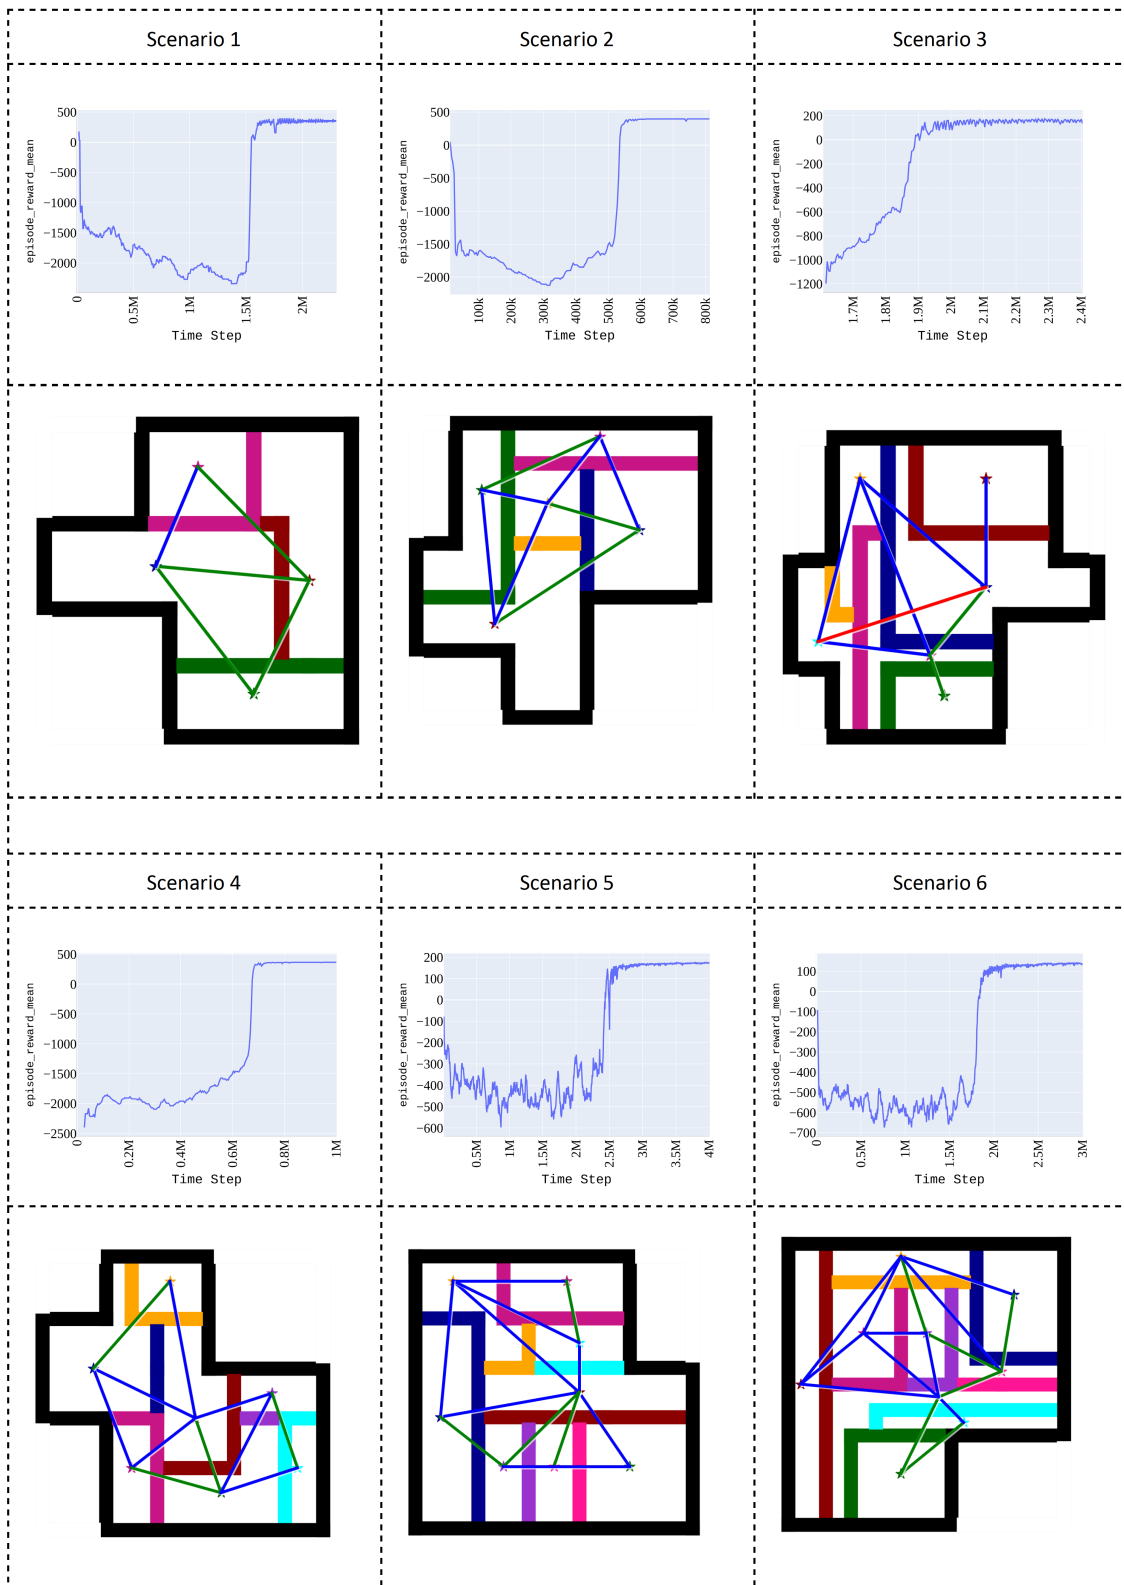 Scenario 1
Scenario 2
Scenario 3
500
0
−500
−1000
−1500
−2000
episode_reward_mean
0
0.5M
1M
1.5M
2M
Time Step
500
0
−500
−1000
−1500
−2000
episode_reward_mean
100k
200k
300k
400k
500k
600k
700k
800k
Time Step
200
0
−200
−400
−600
−800
−1000
−1200
episode_reward_mean
1.7M
1.8M
1.9M
2M
2.1M
2.2M
2.3M
2.4M
Time Step
Scenario 4
Scenario 5
Scenario 6
500
0
−500
−1000
−1500
−2000
−2500
episode_reward_mean
0
0.2M
0.4M
0.6M
0.8M
1M
Time Step
200
100
0
−100
−200
−300
−400
−500
−600
episode_reward_mean
0.5M
1M
1.5M
2M
2.5M
3M
3.5M
4M
Time Step
100
0
−100
−200
−300
−400
−500
−600
−700
episode_reward_mean
0
0.5M
1M
1.5M
2M
2.5M
3M
Time Step